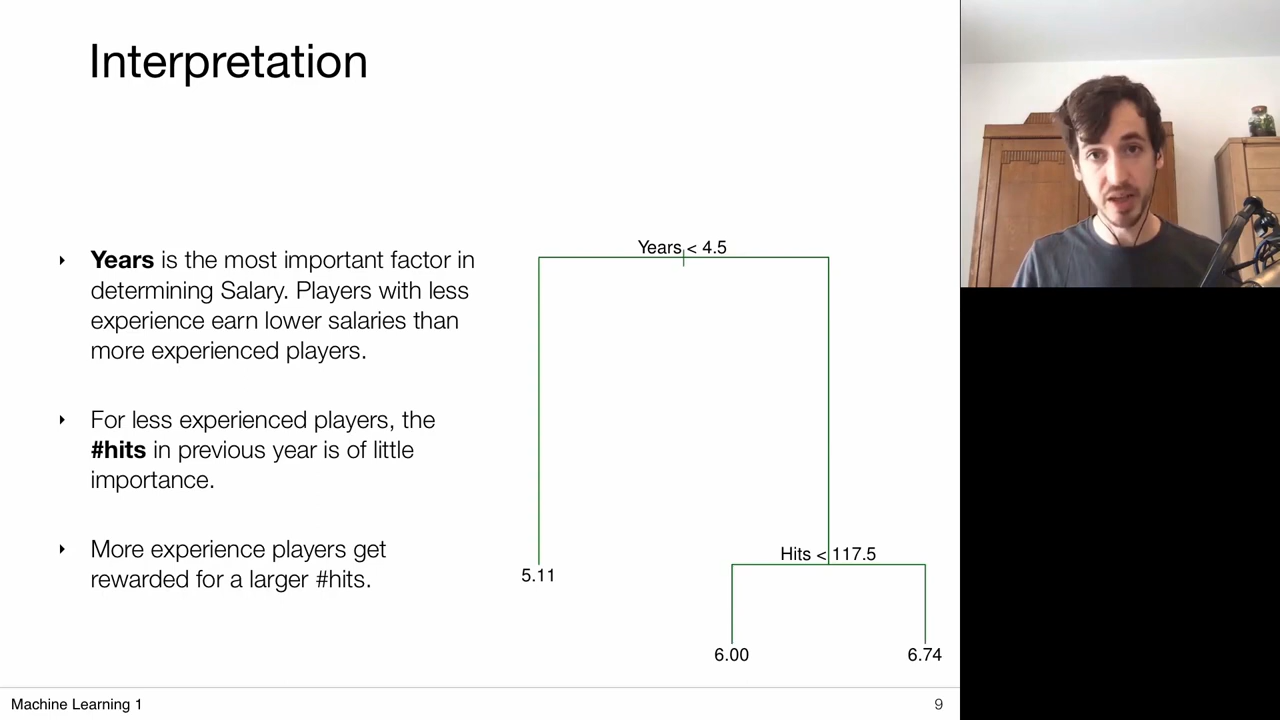 Interpretation
Years is the most important factor in
determining Salary. Players with less
experience earn lower salaries than
more experienced players.
For less experienced players, the
#hits in previous year is of little
importance.
More experience players get
rewarded for a larger #hits.
Years < 4.5
5.11
Hits < 117.5
6.00
6.74
Machine Learning 1
9